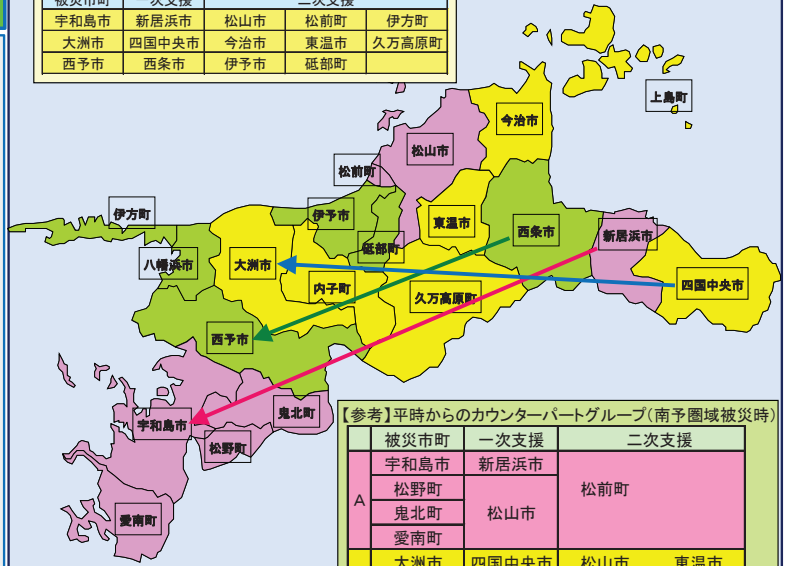 被災市町 一次支援 二次支援
宇和島市 新居浜市 松山市 松前町 伊方町
大洲市 四国中央市 今治市 東温市 久万高原町
西予市 西条市 伊予市 砥部町
上島町
今治市
松山市
松前町
伊方町
伊予市
東温市
西条市
新居浜市
砥部町
八幡浜市
大洲市
内子町
久万高原町
四国中央市
西予市
鬼北町
宇和島市
松野町
愛南町
【参考】平時からのカウンターパートグループ(南予圏域被災時)
被災市町 一次支援 二次支援
A
宇和島市 新居浜市
松野町
鬼北町
愛南町
松山市
松前町
大洲市 四国中央市 松山市 東温市